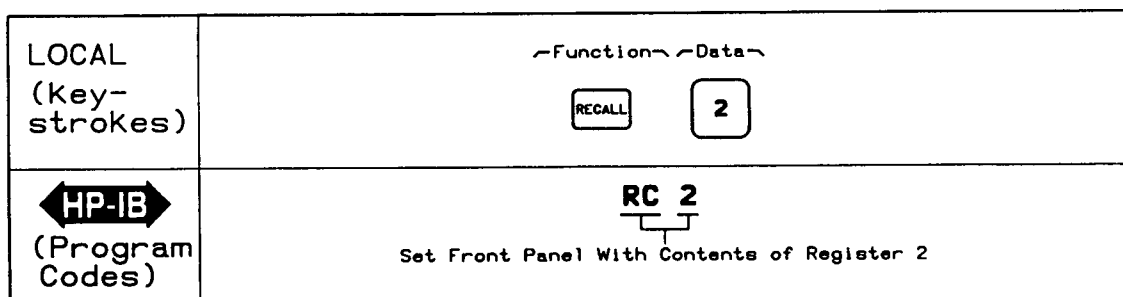 LOCAL
(Key-
strokes)
Function Data
RECALL 2
HP-IB
(Program
Codes)
RC 2
Set Front Panel With Contents of Register 2